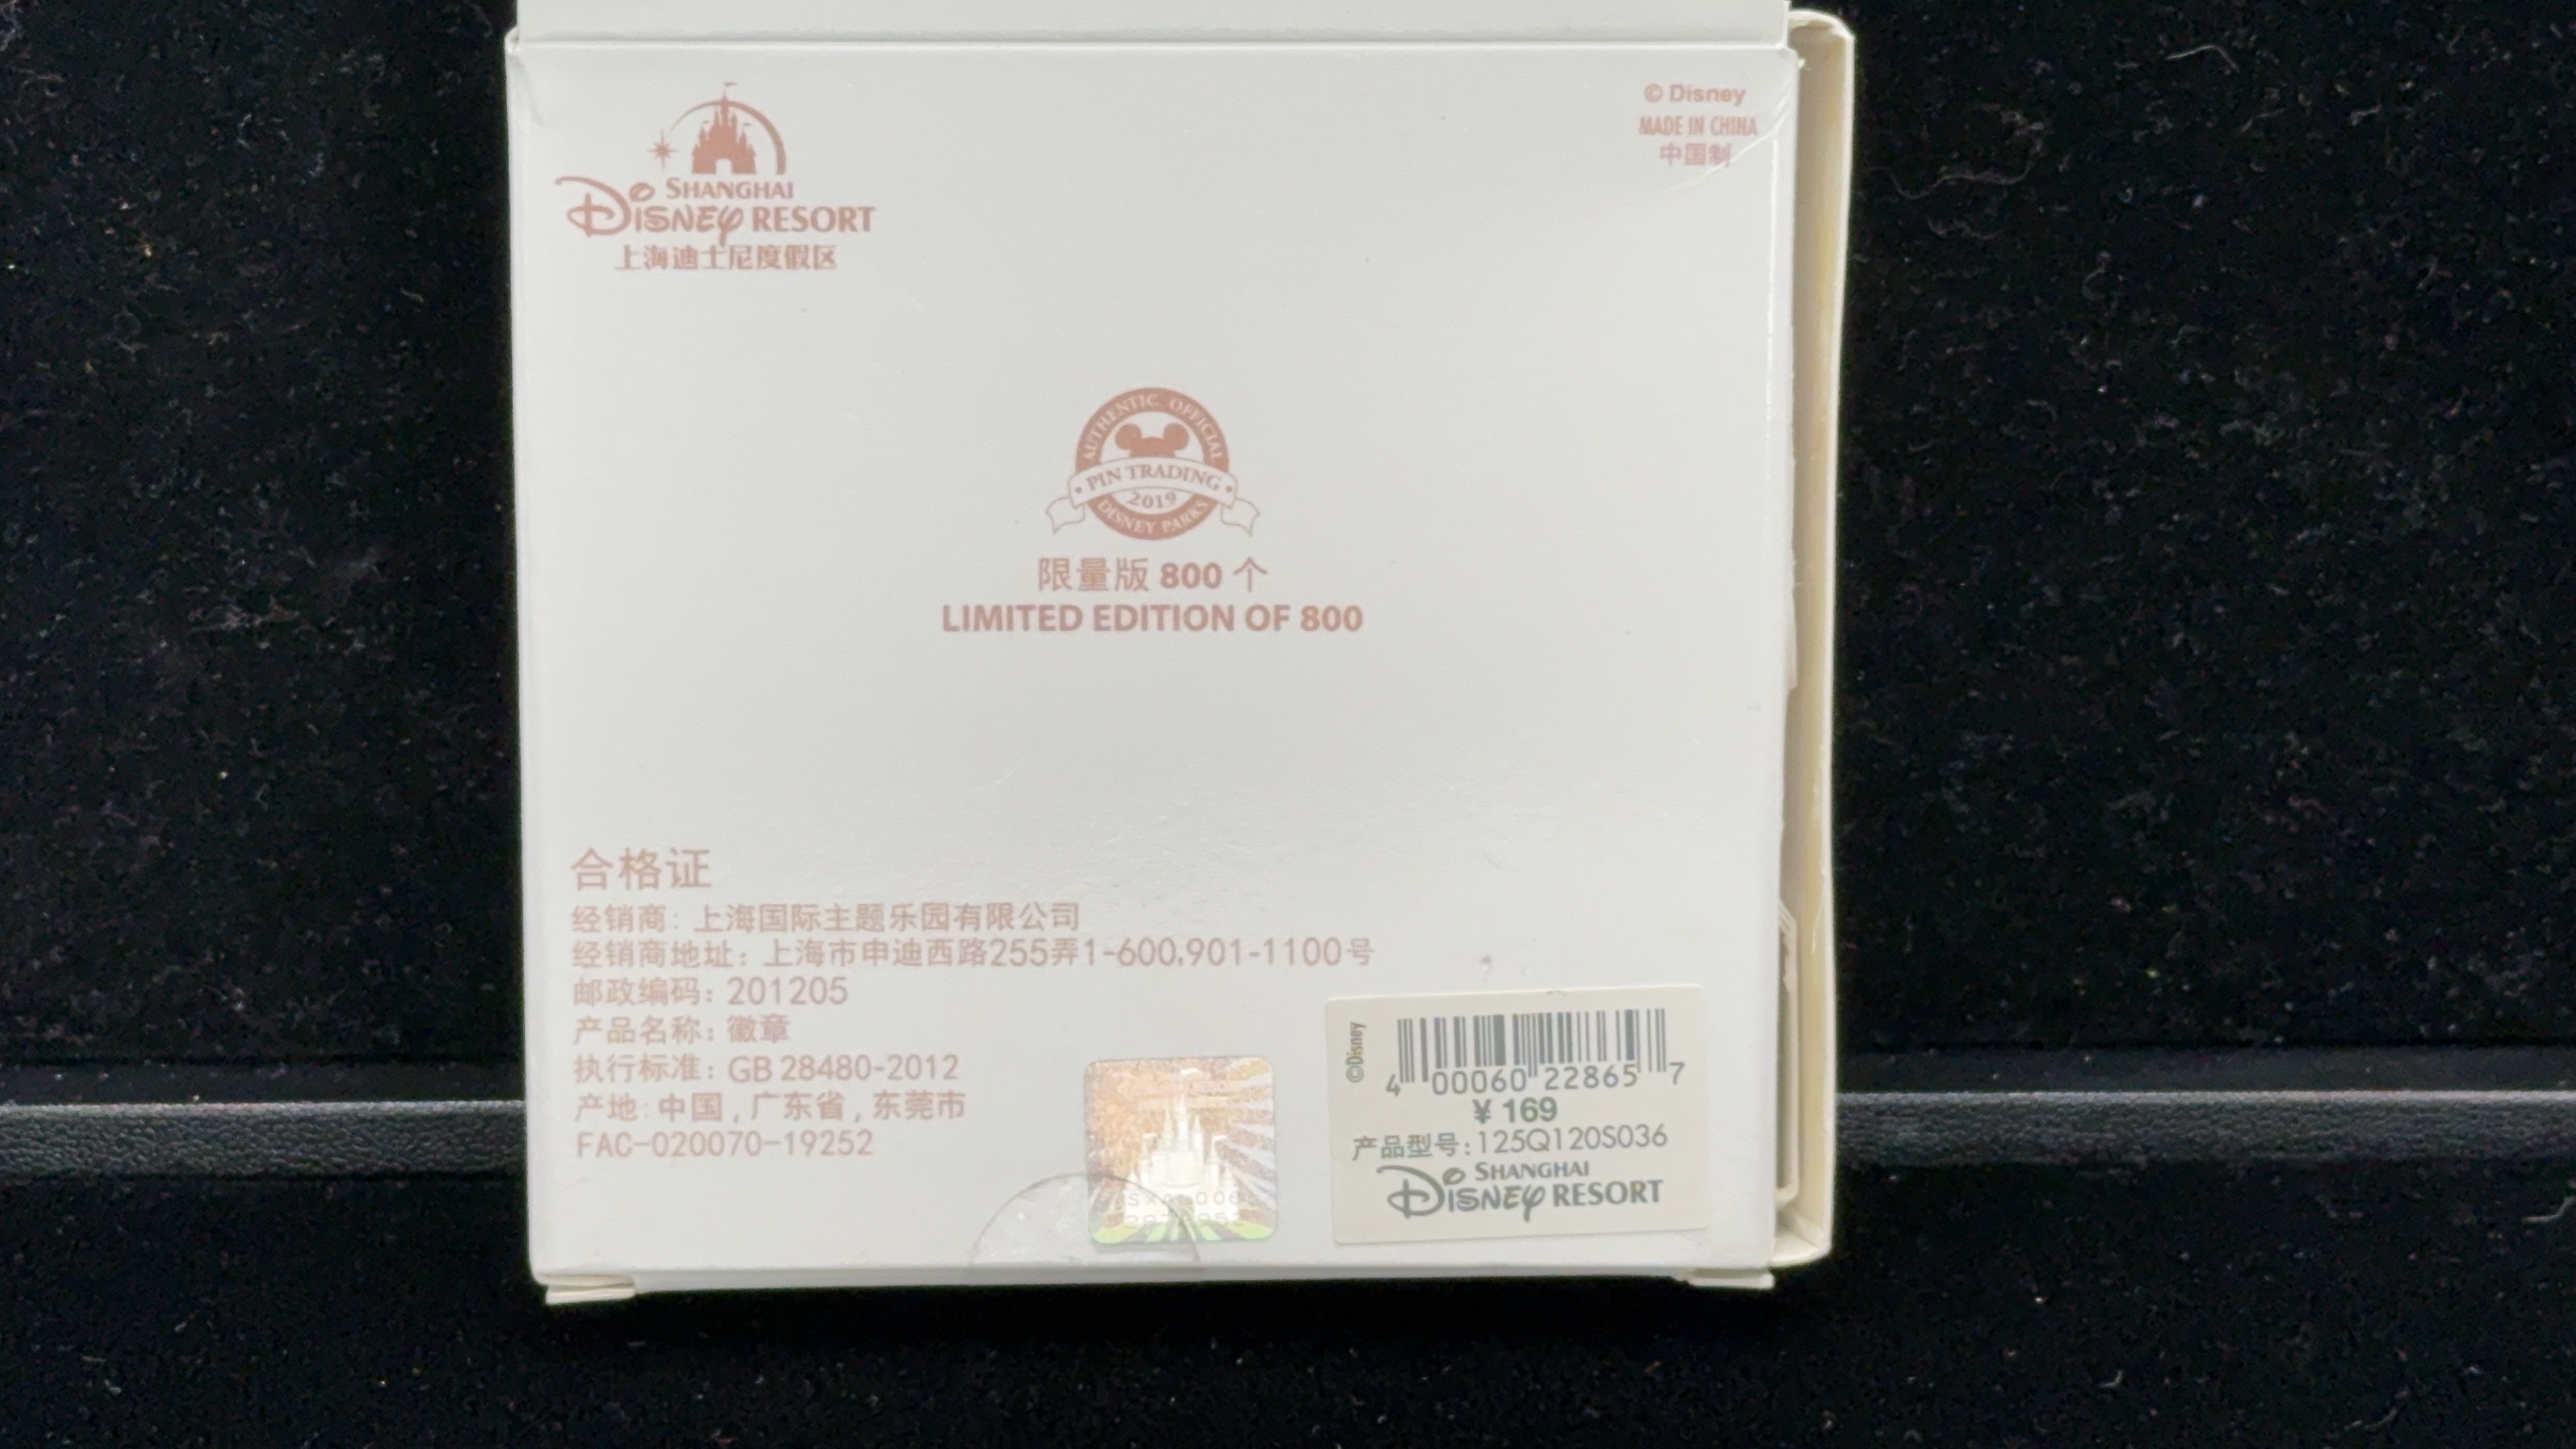 SHANGHAI
DISNEY RESORT
上海迪士尼度假区
© Disney
MADE IN CHINA
中国制
AUTHENTIC OFFICIAL
PIN TRADING
2019
DISNEY PARKS
限量版 800 个
LIMITED EDITION OF 800
合格证
经销商: 上海国际主题乐园有限公司
经销商地址: 上海市申迪西路255弄1-600,901-1100号
邮政编码: 201205
产品名称: 徽章
执行标准: GB 28480-2012
产地: 中国, 广东省, 东莞市
FAC-020070-19252
©Disney
4 00060 22865 7
¥ 169
产品型号: 125Q120S036
SHANGHAI
DISNEY RESORT